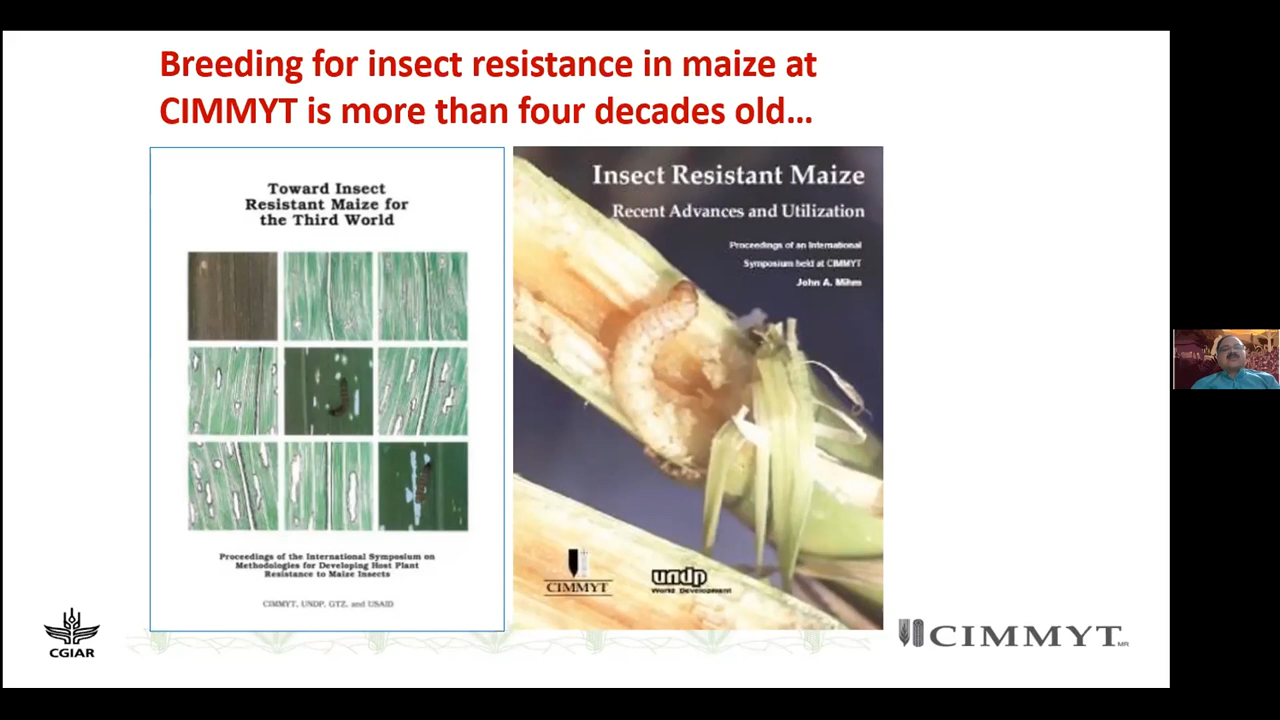 Breeding for insect resistance in maize at
CIMMYT is more than four decades old...
Toward Insect
Resistant Maize for
the Third World
Proceedings of the International Symposium on
Methodologies for Developing Host Plant
Resistance to Maize Insects
CIMMYT, UNDP, GTZ, and USAID
Insect Resistant Maize
Recent Advances and Utilization
Proceedings of an International
Symposium held at CIMMYT
John A. Mihm
CIMMYT
undp
World Development
CGIAR
CIMMYT
MR